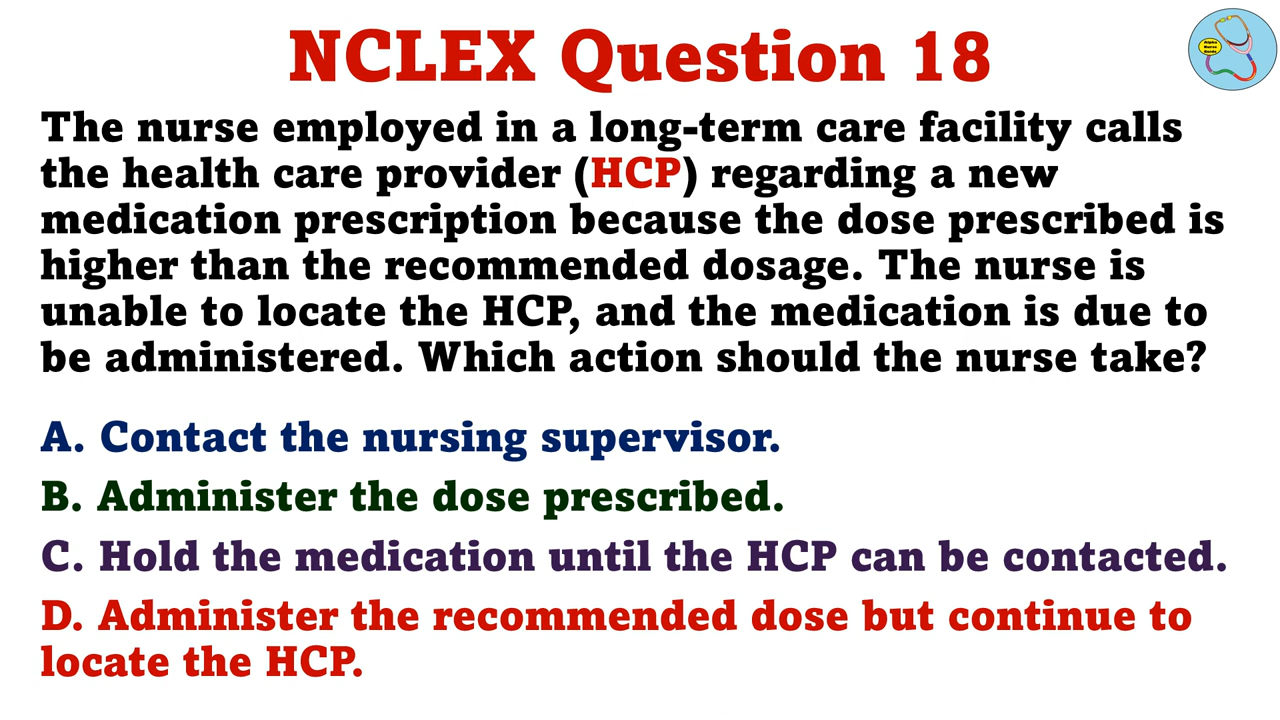 NCLEX Question 18
Alpha
Nurse
Guide
The nurse employed in a long-term care facility calls
the health care provider (HCP) regarding a new
medication prescription because the dose prescribed is
higher than the recommended dosage. The nurse is
unable to locate the HCP, and the medication is due to
be administered. Which action should the nurse take?
A. Contact the nursing supervisor.
B. Administer the dose prescribed.
C. Hold the medication until the HCP can be contacted.
D. Administer the recommended dose but continue to
locate the HCP.